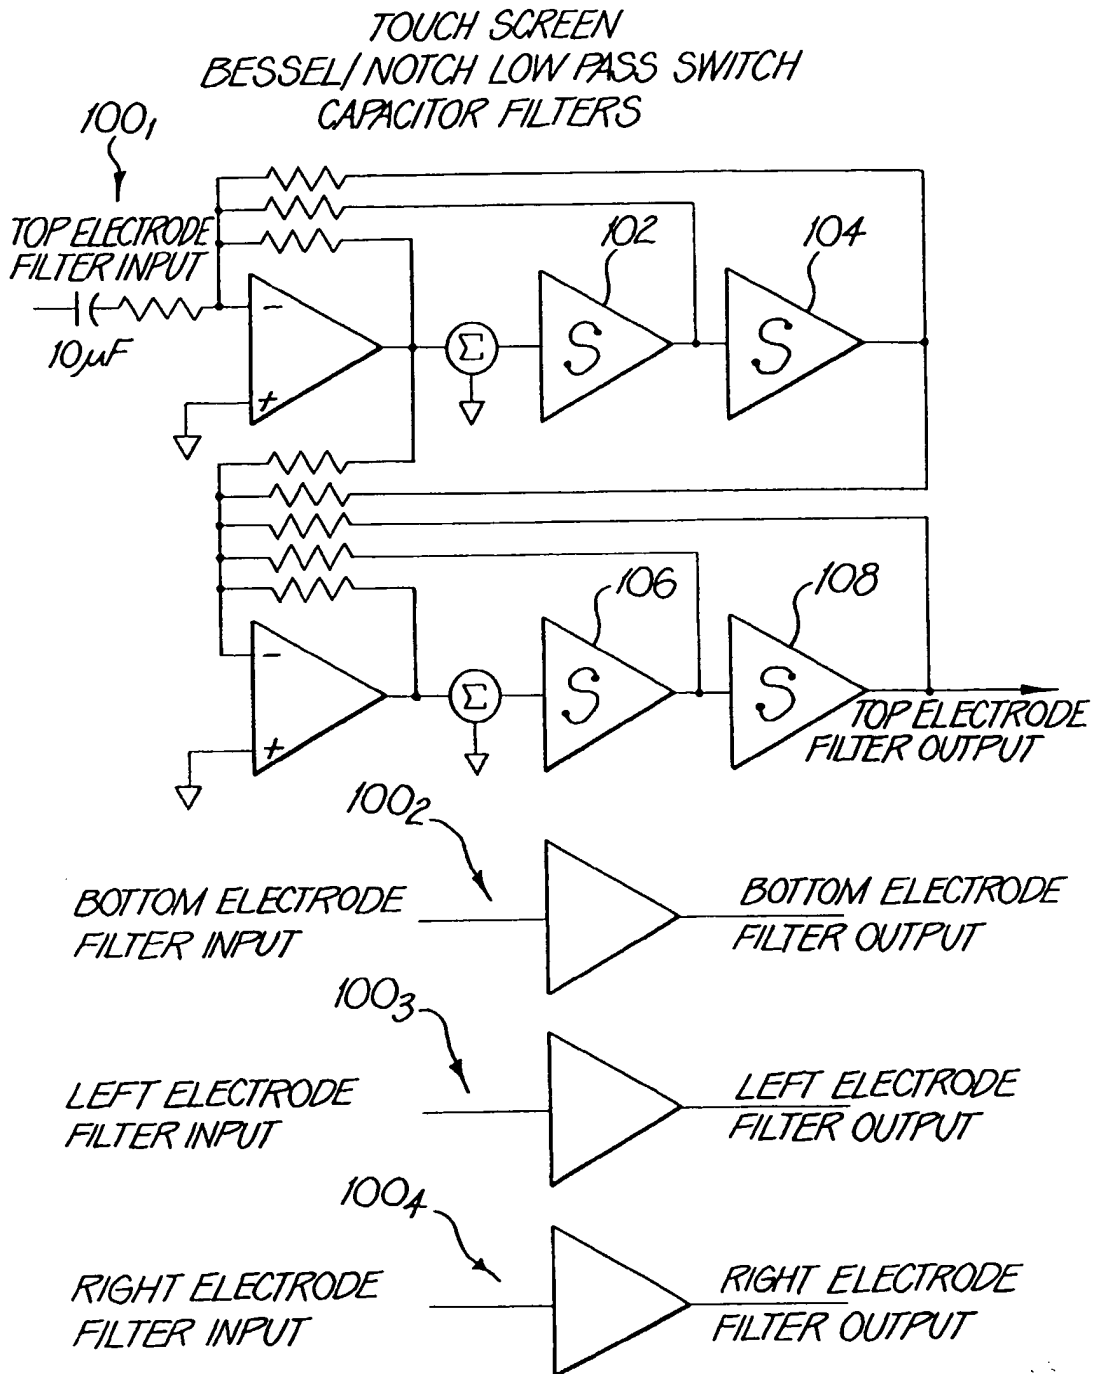 TOUCH SCREEN
BESSEL/NOTCH LOW PASS SWITCH
CAPACITOR FILTERS
100₁
TOP ELECTRODE
FILTER INPUT
10μF
102
104
-
+
Σ
S
S
106
108
-
+
Σ
S
S
TOP ELECTRODE
FILTER OUTPUT
100₂
BOTTOM ELECTRODE
FILTER INPUT
BOTTOM ELECTRODE
FILTER OUTPUT
100₃
LEFT ELECTRODE
FILTER INPUT
LEFT ELECTRODE
FILTER OUTPUT
100₄
RIGHT ELECTRODE
FILTER INPUT
RIGHT ELECTRODE
FILTER OUTPUT